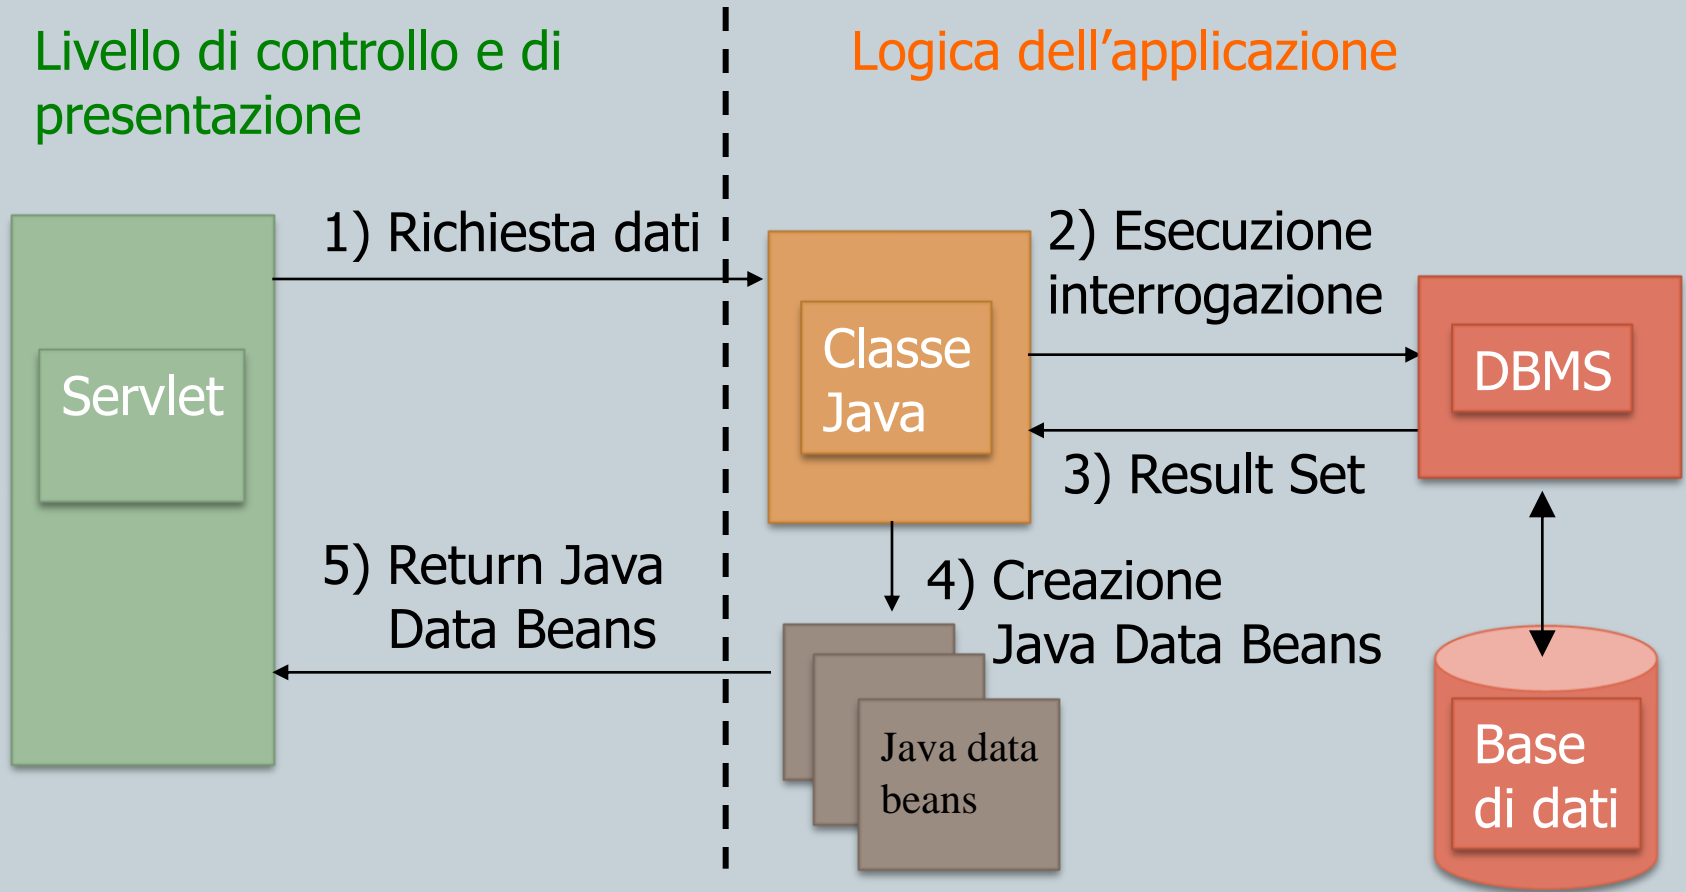 Livello di controllo e di
presentazione
Logica dell’applicazione
1) Richiesta dati
2) Esecuzione
interrogazione
Servlet
Classe
Java
DBMS
3) Result Set
5) Return Java
Data Beans
4) Creazione
Java Data Beans
Java data
beans
Base
di dati